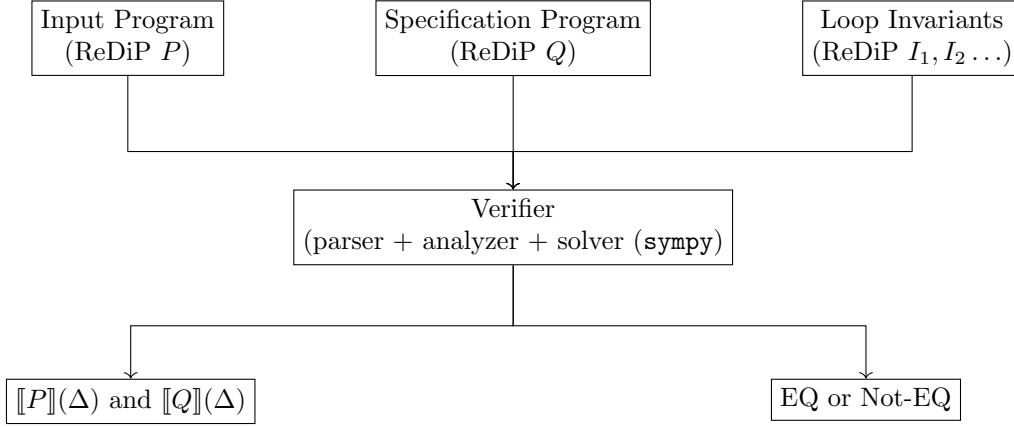 Input Program
(ReDiP P)
Specification Program
(ReDiP Q)
Loop Invariants
(ReDiP I₁, I₂ …)
Verifier
(parser + analyzer + solver (sympy)
⟦P⟧(Δ) and ⟦Q⟧(Δ)
EQ or Not-EQ